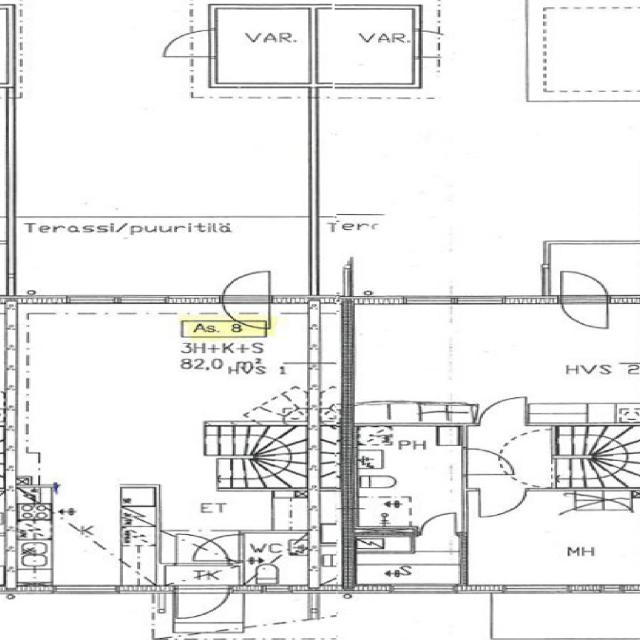 VAR.
VAR.
Terassi/puuritilä
Terr
As. 8
3H+K+S
82,0 m²
HVS 1
HVS 2
PH
ET
K
WC
TK
S
MH